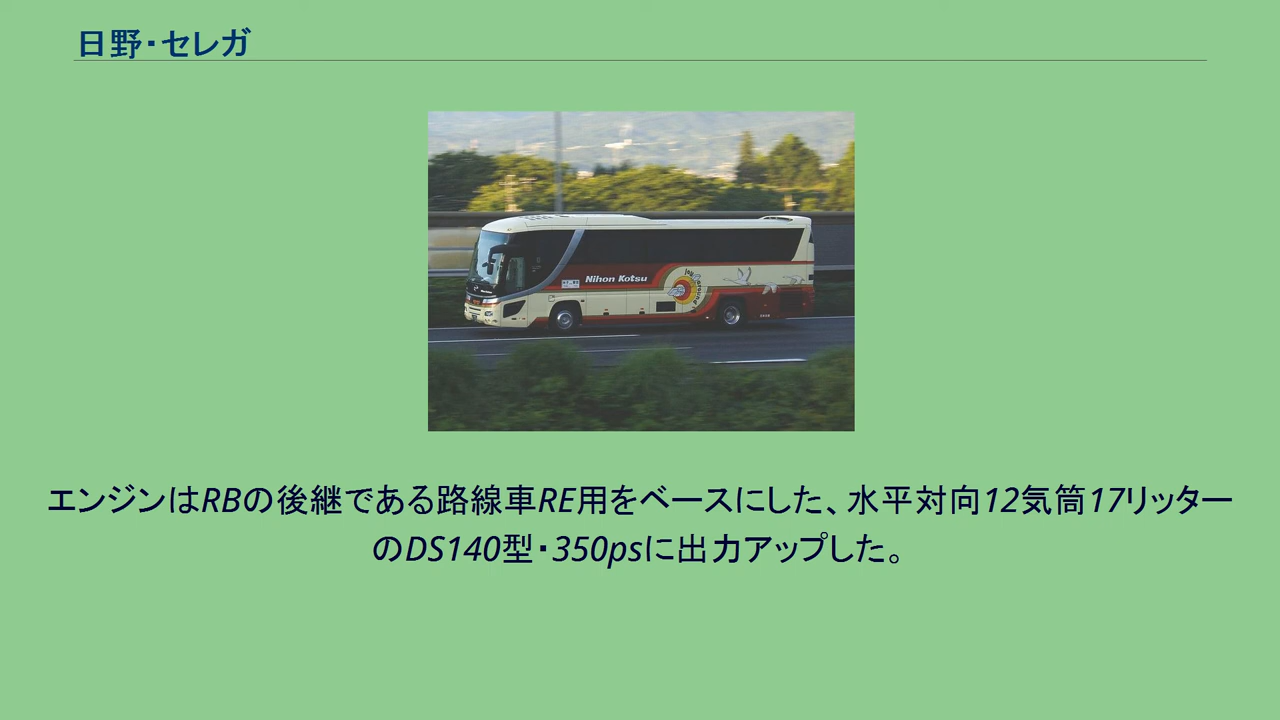 日野・セレガ
Nihon Kotsu
エンジンはRBの後継である路線車RE用をベースにした、水平対向12気筒17リッター
のDS140型・350psに出力アップした。